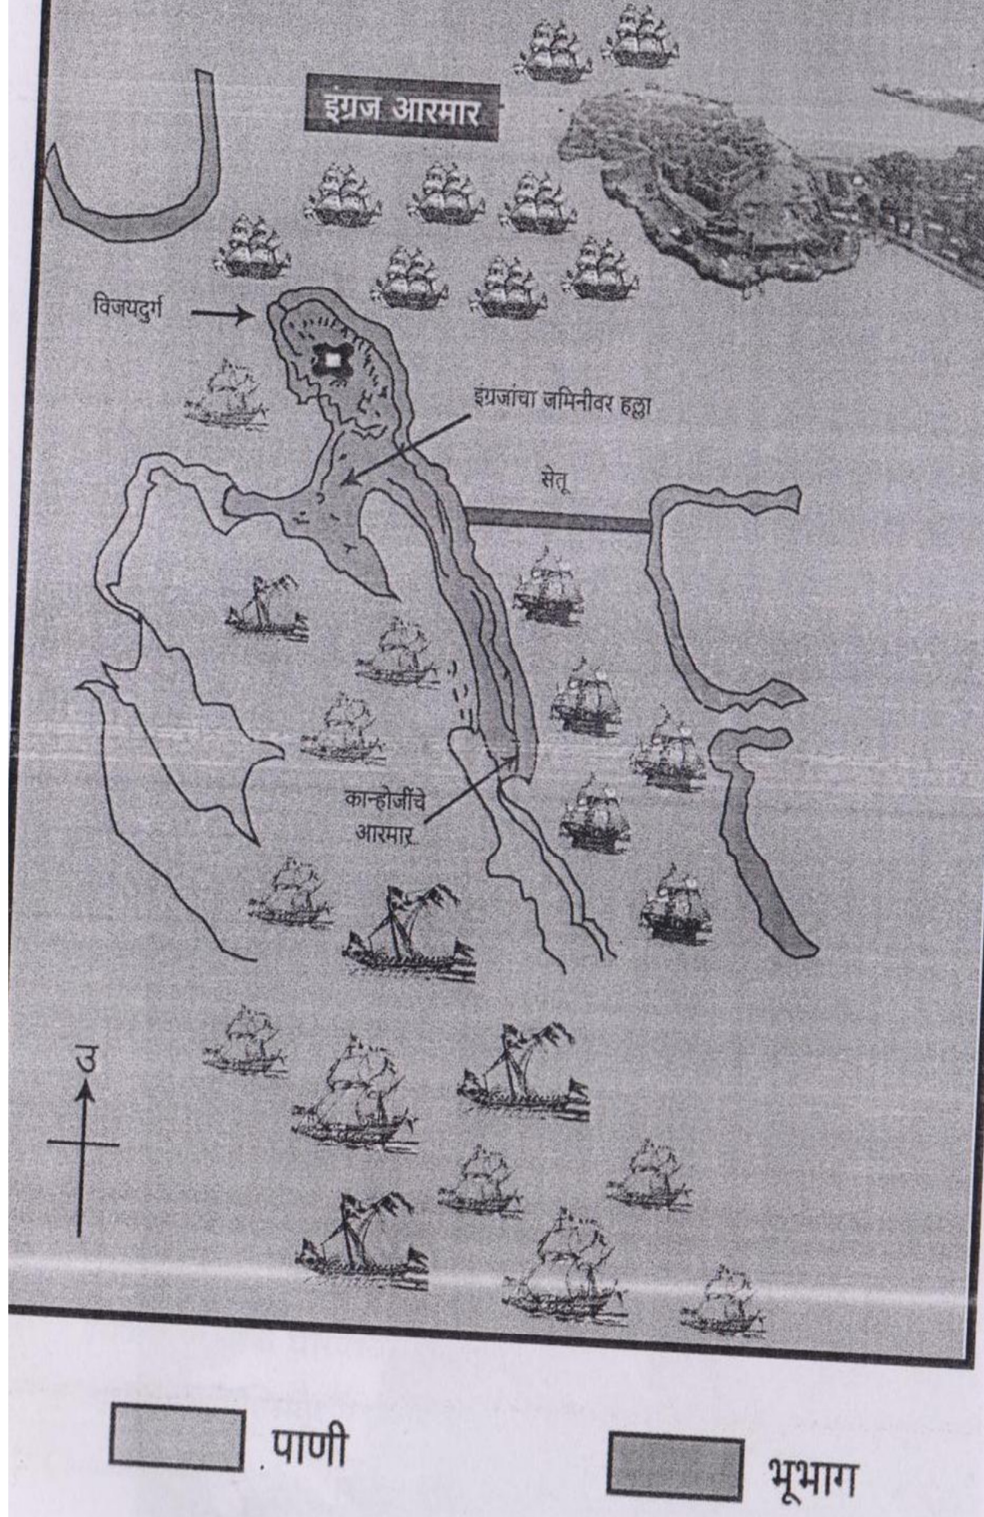 इंग्रज आरमार
विजयदुर्ग
इंग्रजांचा जमिनीवर हल्ला
सेतू
कान्होजींचे
आरमार
उ
पाणी
भूभाग